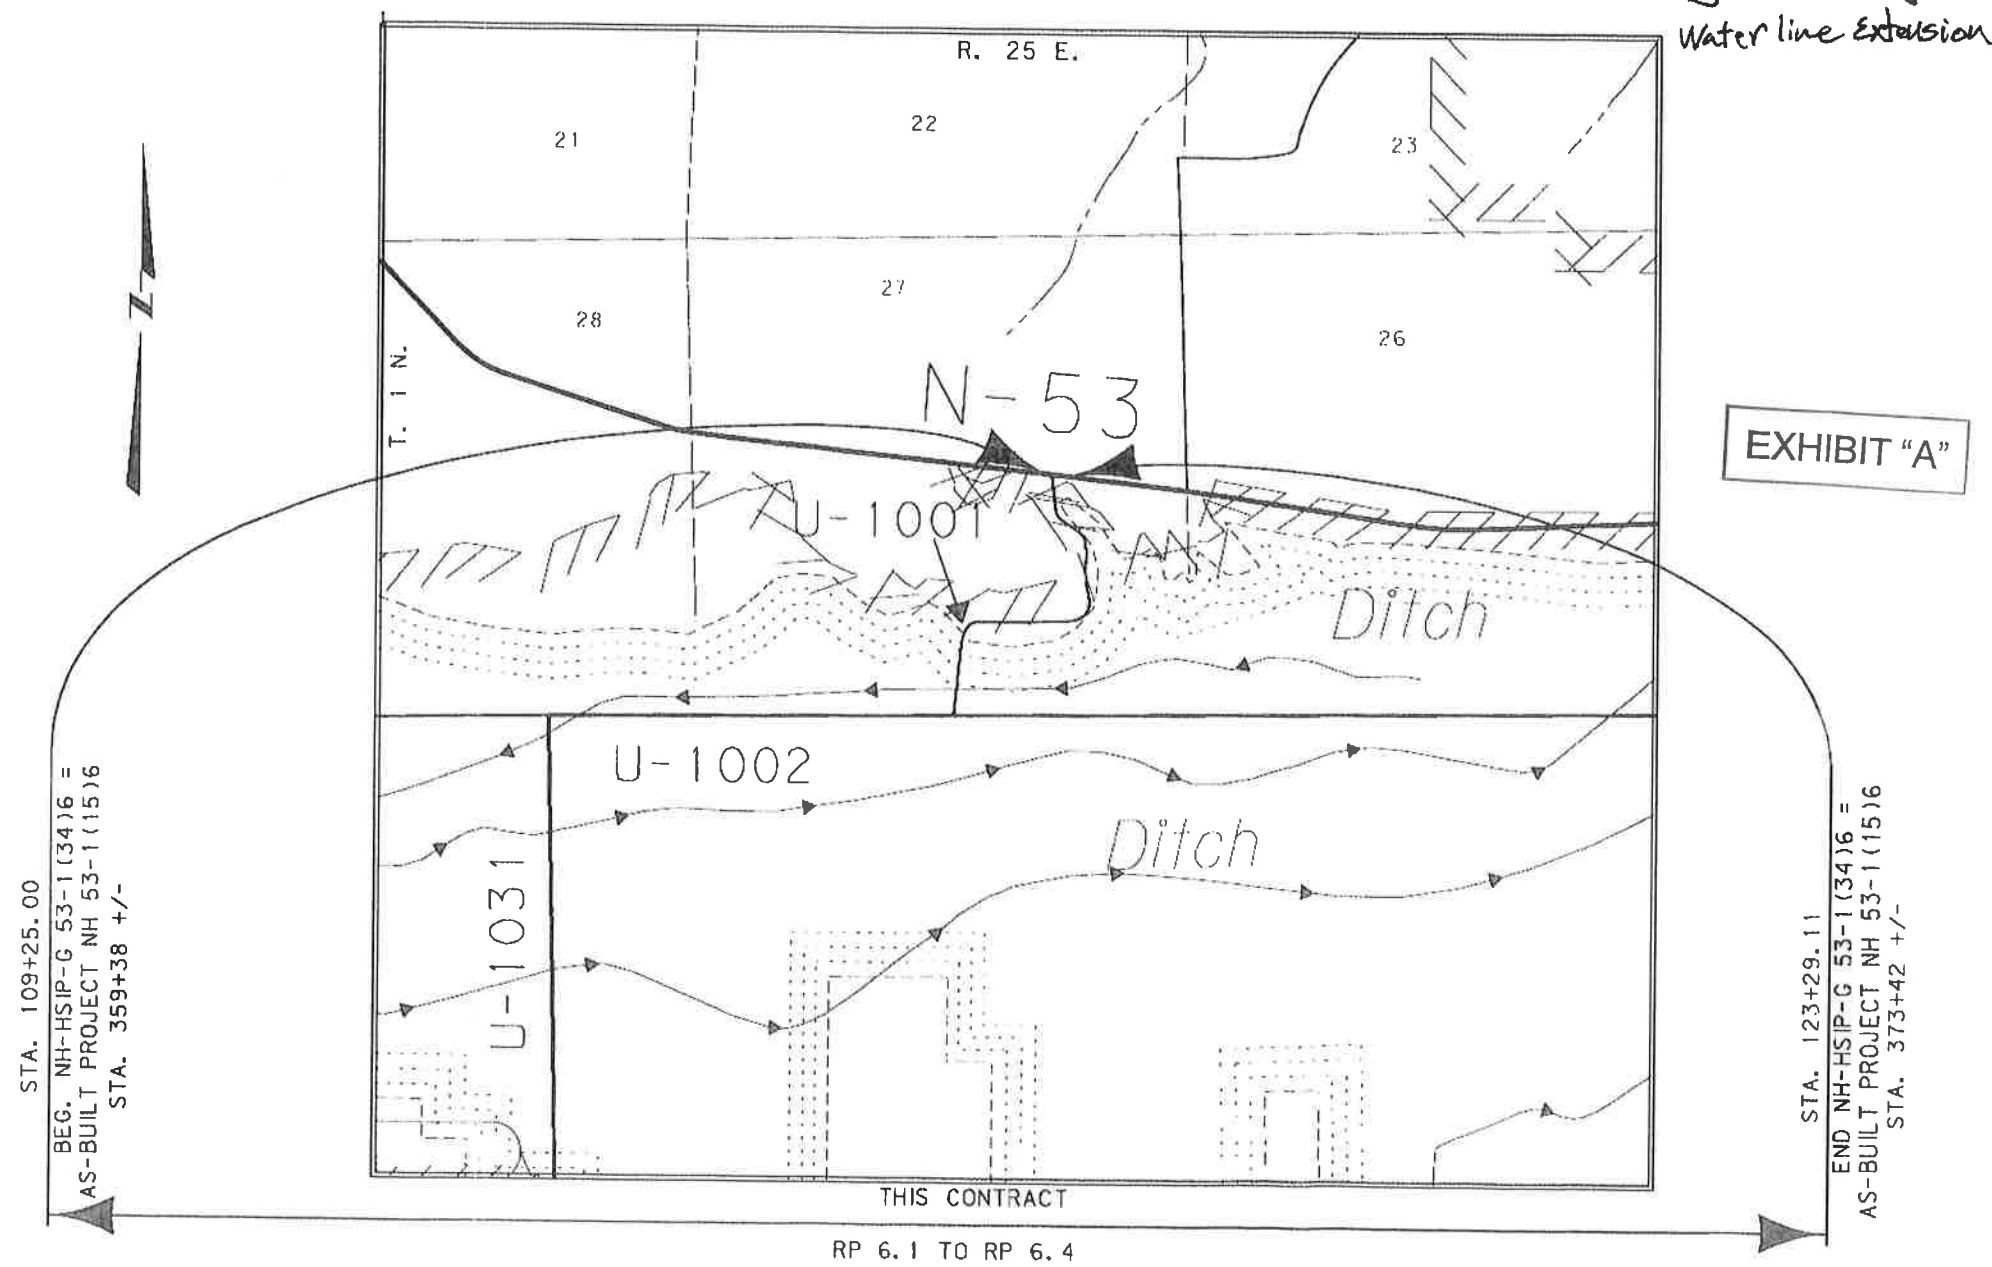 Water line Extension
R. 25 E.
21
22
23
T. 1 N.
28
27
26
N-53
EXHIBIT "A"
U-1001
Ditch
U-1002
Ditch
U-1031
-Z-
STA. 109+25.00
BEG. NH-HSIP-G 53-1(34)6 =
AS-BUILT PROJECT NH 53-1(15)6
STA. 359+38 +/-
STA. 123+29.11
END NH-HSIP-G 53-1(34)6 =
AS-BUILT PROJECT NH 53-1(15)6
STA. 373+42 +/-
THIS CONTRACT
RP 6.1 TO RP 6.4